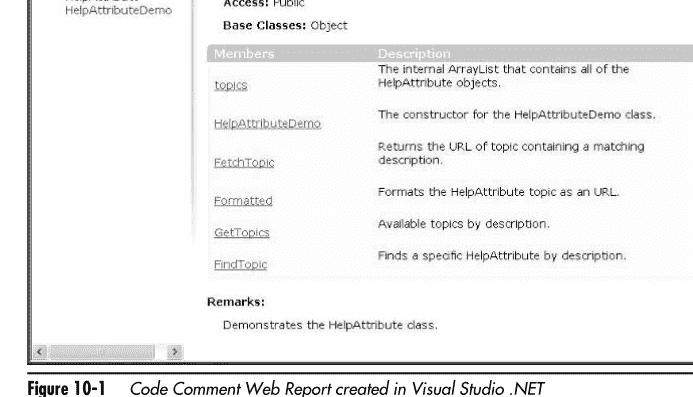 HelpAttributeDemo
Access: Public
Base Classes: Object
Members Description
topics The internal ArrayList that contains all of the
HelpAttribute objects.
HelpAttributeDemo The constructor for the HelpAttributeDemo class.
FetchTopic Returns the URL of topic containing a matching
description.
Formatted Formats the HelpAttribute topic as an URL.
GetTopics Available topics by description.
FindTopic Finds a specific HelpAttribute by description.
Remarks:
Demonstrates the HelpAttribute class.
Figure 10-1 Code Comment Web Report created in Visual Studio .NET